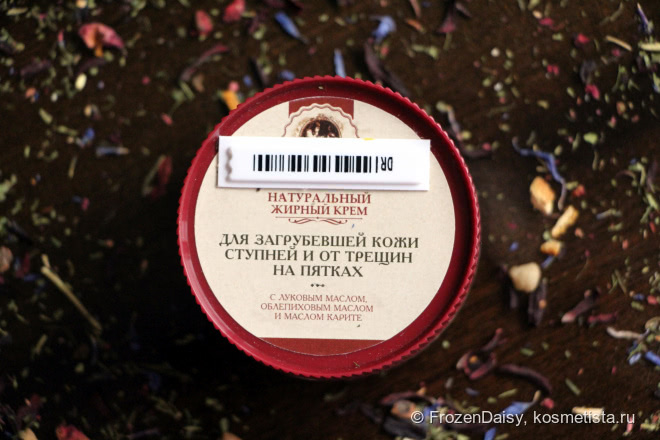 DR
НАТУРАЛЬНЫЙ
ЖИРНЫЙ КРЕМ
ДЛЯ ЗАГРУБЕВШЕЙ КОЖИ
СТУПНЕЙ И ОТ ТРЕЩИН
НА ПЯТКАХ
С ЛУКОВЫМ МАСЛОМ,
ОБЛЕПИХОВЫМ МАСЛОМ
И МАСЛОМ КАРИТЕ
© FrozenDaisy, kosmetista.ru